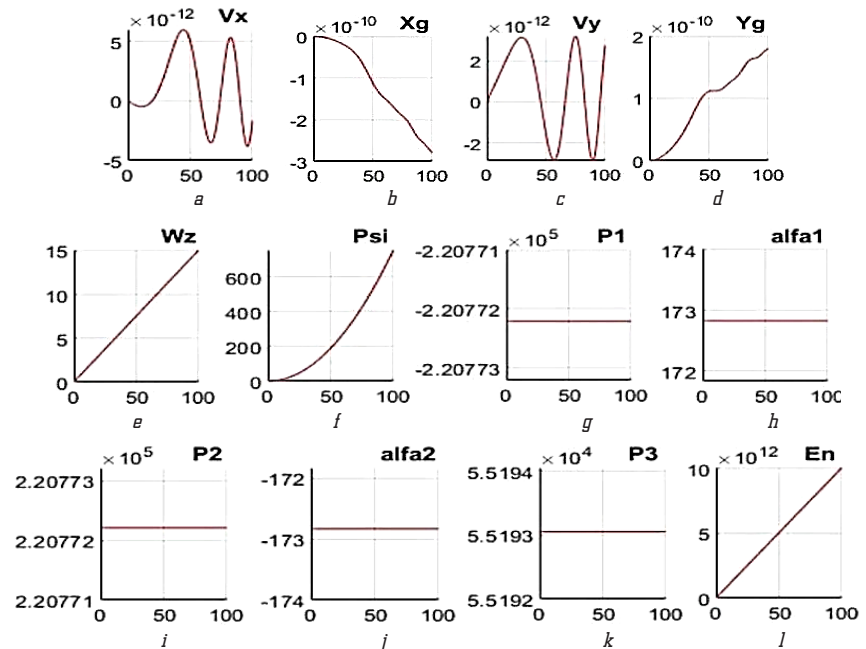 × 10⁻¹² Vx
5
0
-5
0 50 100
a
× 10⁻¹⁰ Xg
0
-1
-2
-3
0 50 100
b
× 10⁻¹² Vy
2
0
-2
0 50 100
c
× 10⁻¹⁰ Yg
2
1
0
0 50 100
d
Wz
15
10
5
0
0 50 100
e
Psi
600
400
200
0
0 50 100
f
× 10⁵ P1
-2.20771
-2.20772
-2.20773
0 50 100
g
alfa1
174
173
172
0 50 100
h
× 10⁵ P2
2.20773
2.20772
2.20771
0 50 100
i
alfa2
-172
-173
-174
0 50 100
j
× 10⁴ P3
5.5194
5.5193
5.5192
0 50 100
k
× 10¹² En
10
5
0
0 50 100
l